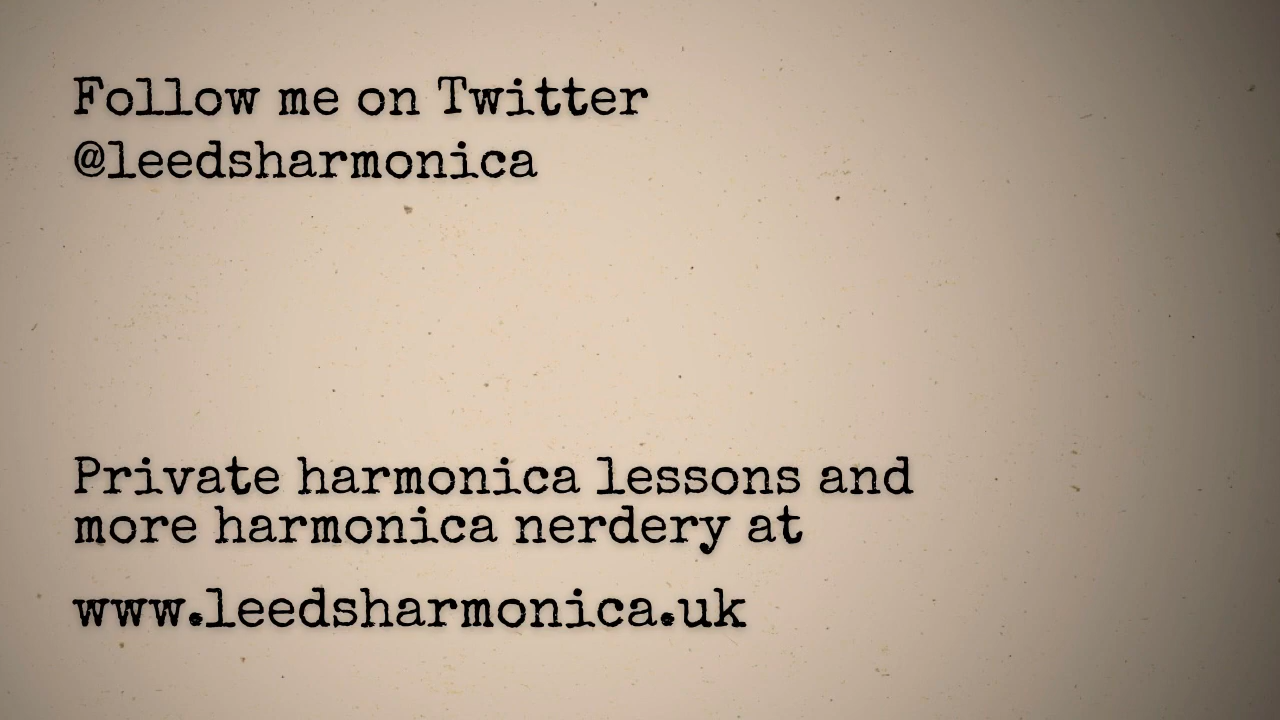 Follow me on Twitter
@leedsharmonica
Private harmonica lessons and
more harmonica nerdery at
www.leedsharmonica.uk